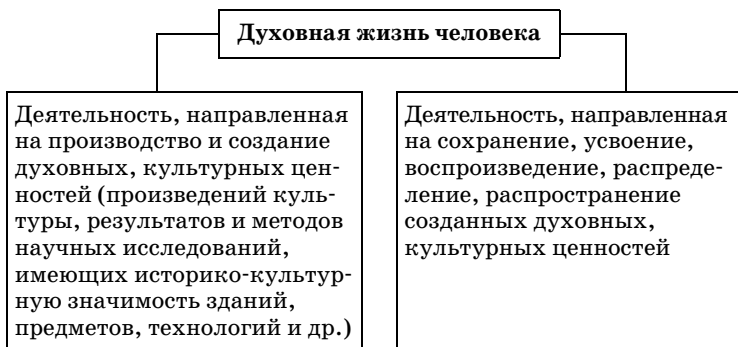 Духовная жизнь человека
Деятельность, направленная
на производство и создание
духовных, культурных цен-
ностей (произведений куль-
туры, результатов и методов
научных исследований,
имеющих историко-культур-
ную значимость зданий,
предметов, технологий и др.)
Деятельность, направленная
на сохранение, усвоение,
воспроизведение, распреде-
ление, распространение
созданных духовных,
культурных ценностей